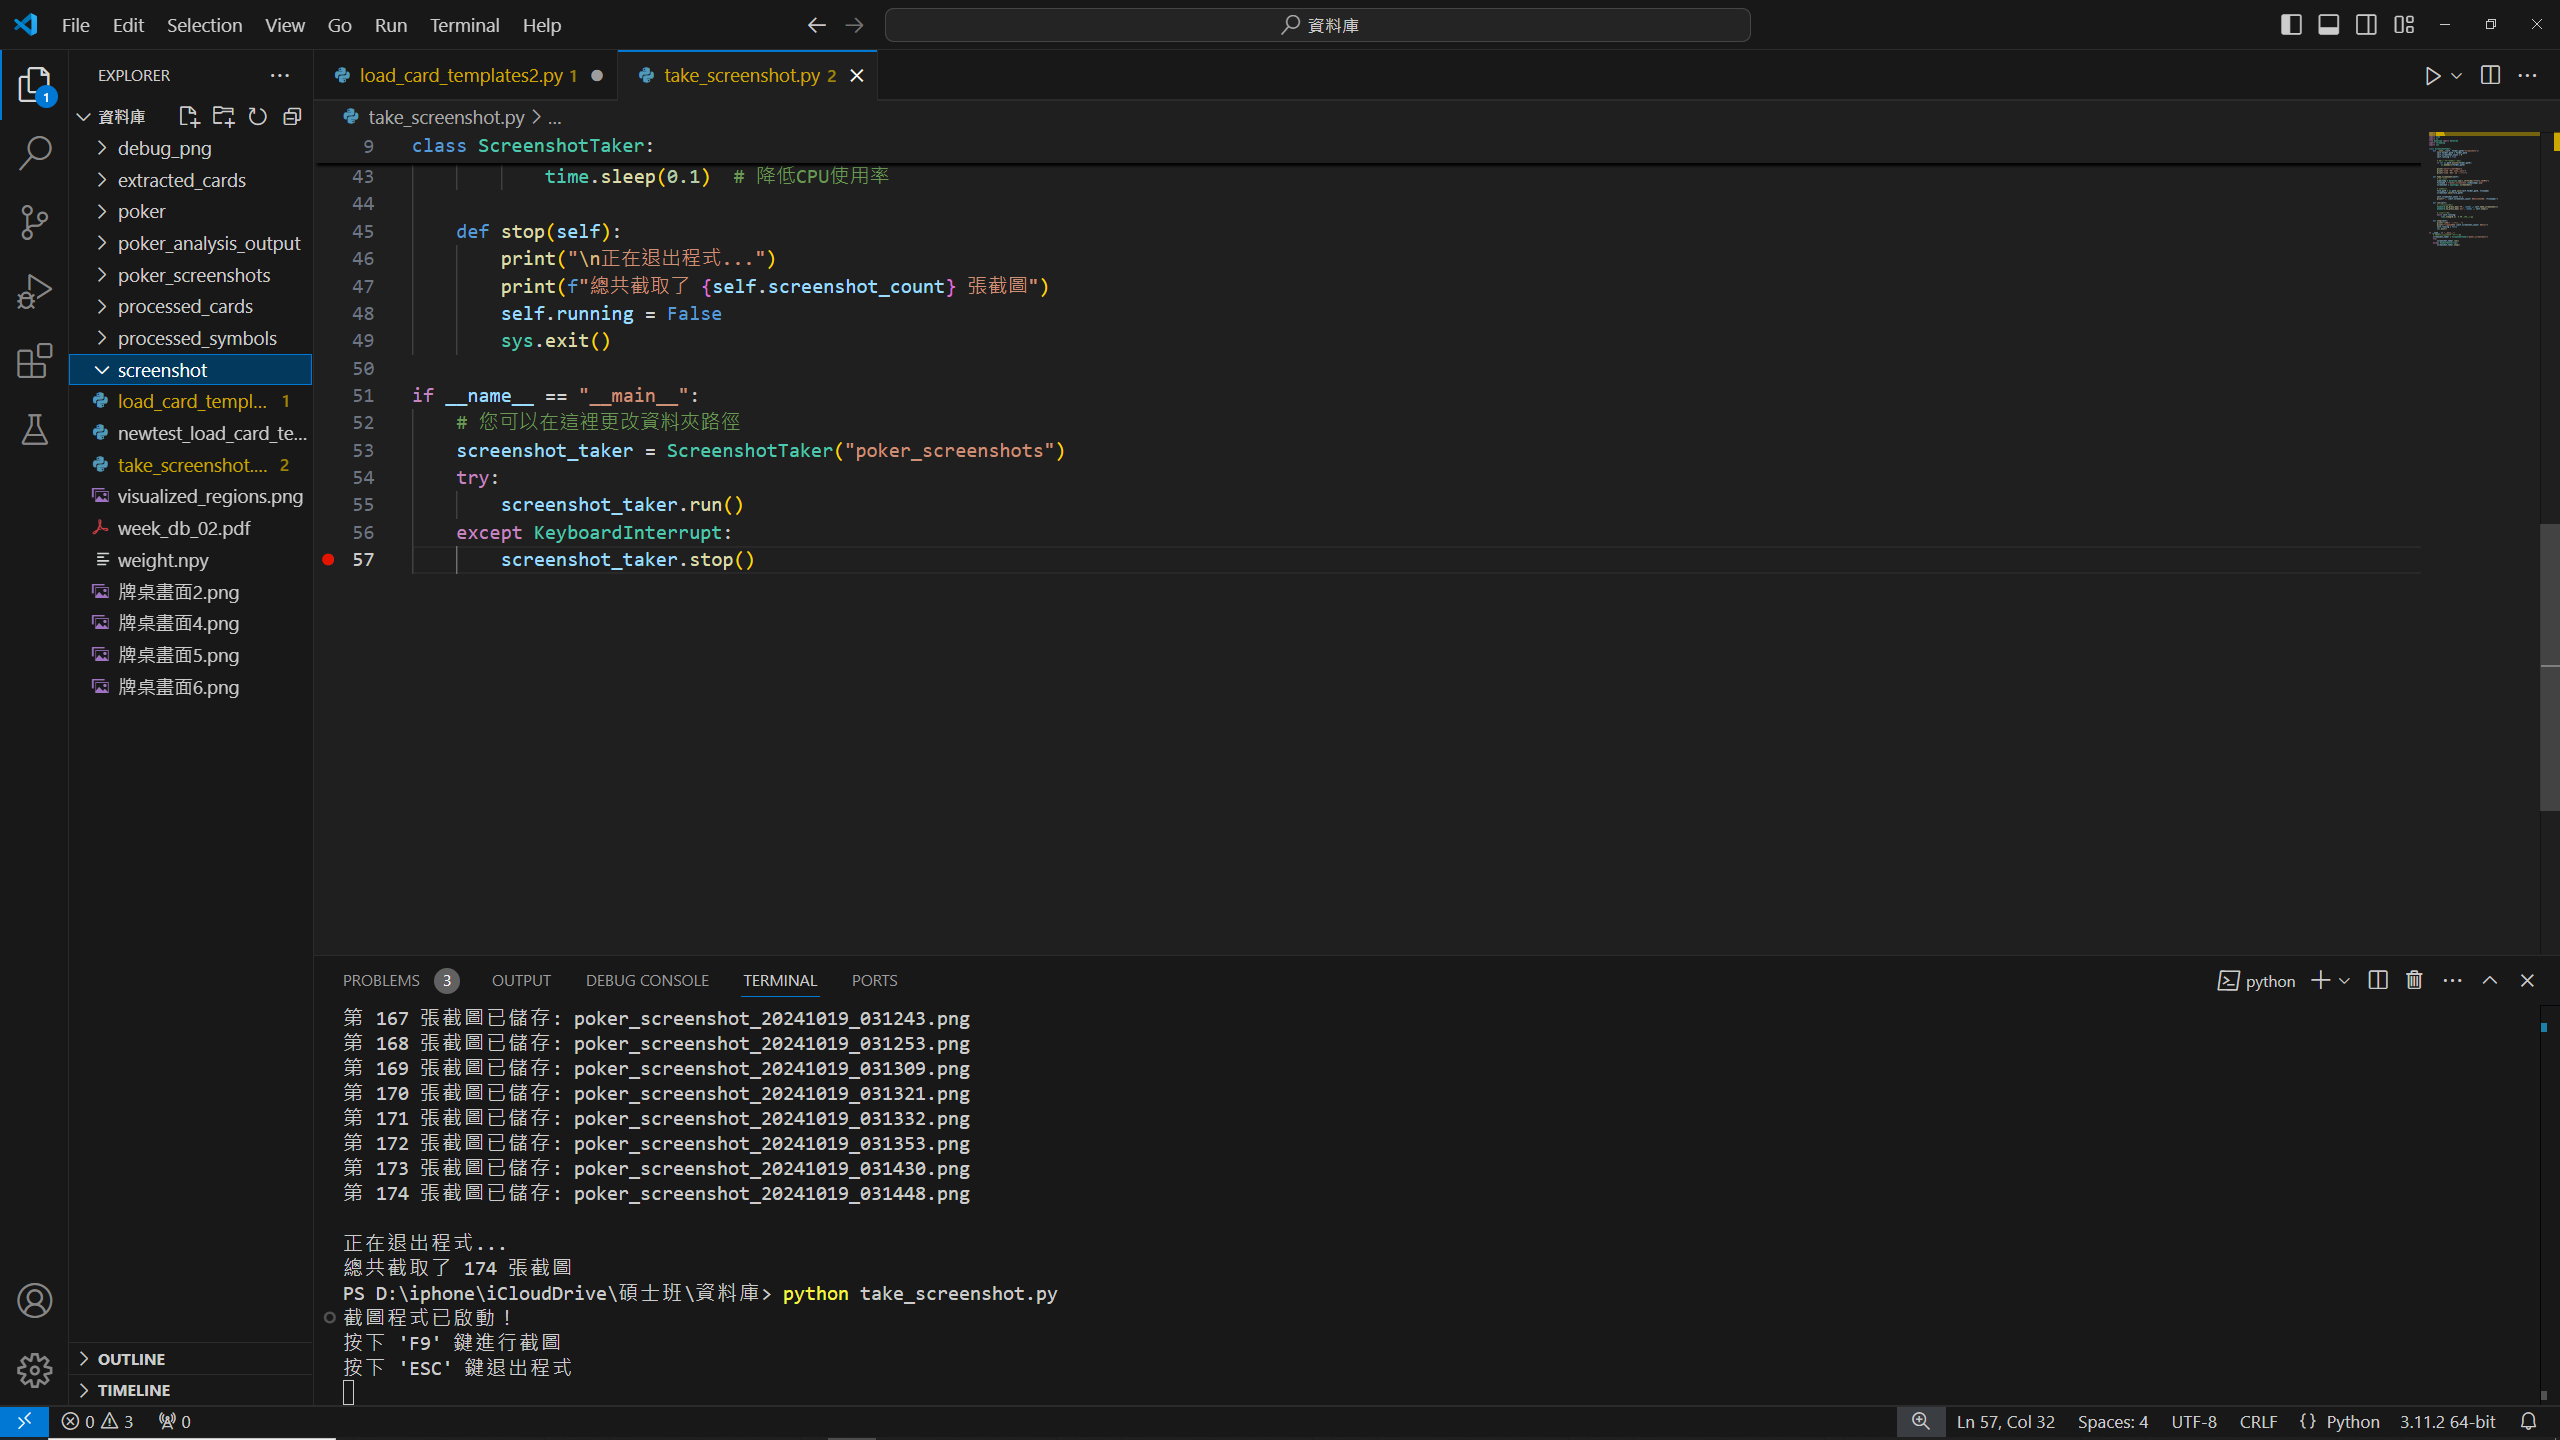 File Edit Selection View Go Run Terminal Help
資料庫
EXPLORER
資料庫
debug_png
extracted_cards
poker
poker_analysis_output
poker_screenshots
processed_cards
processed_symbols
screenshot
load_card_templ... 1
newtest_load_card_te...
take_screenshot.... 2
visualized_regions.png
week_db_02.pdf
weight.npy
牌桌畫面2.png
牌桌畫面4.png
牌桌畫面5.png
牌桌畫面6.png
OUTLINE
TIMELINE
load_card_templates2.py 1
take_screenshot.py 2
take_screenshot.py > ...
9 class ScreenshotTaker:
43 time.sleep(0.1) # 降低CPU使用率
44
45 def stop(self):
46 print("\n正在退出程式...")
47 print(f"總共截取了 {self.screenshot_count} 張截圖")
48 self.running = False
49 sys.exit()
50
51 if __name__ == "__main__":
52 # 您可以在這裡更改資料夾路徑
53 screenshot_taker = ScreenshotTaker("poker_screenshots")
54 try:
55 screenshot_taker.run()
56 except KeyboardInterrupt:
57 screenshot_taker.stop()
PROBLEMS 3 OUTPUT DEBUG CONSOLE TERMINAL PORTS
python
第 167 張截圖已儲存: poker_screenshot_20241019_031243.png
第 168 張截圖已儲存: poker_screenshot_20241019_031253.png
第 169 張截圖已儲存: poker_screenshot_20241019_031309.png
第 170 張截圖已儲存: poker_screenshot_20241019_031321.png
第 171 張截圖已儲存: poker_screenshot_20241019_031332.png
第 172 張截圖已儲存: poker_screenshot_20241019_031353.png
第 173 張截圖已儲存: poker_screenshot_20241019_031430.png
第 174 張截圖已儲存: poker_screenshot_20241019_031448.png
正在退出程式...
總共截取了 174 張截圖
PS D:\iphone\iCloudDrive\碩士班\資料庫> python take_screenshot.py
截圖程式已啟動！
按下 'F9' 鍵進行截圖
按下 'ESC' 鍵退出程式
1
0 3 0
Ln 57, Col 32 Spaces: 4 UTF-8 CRLF {} Python 3.11.2 64-bit